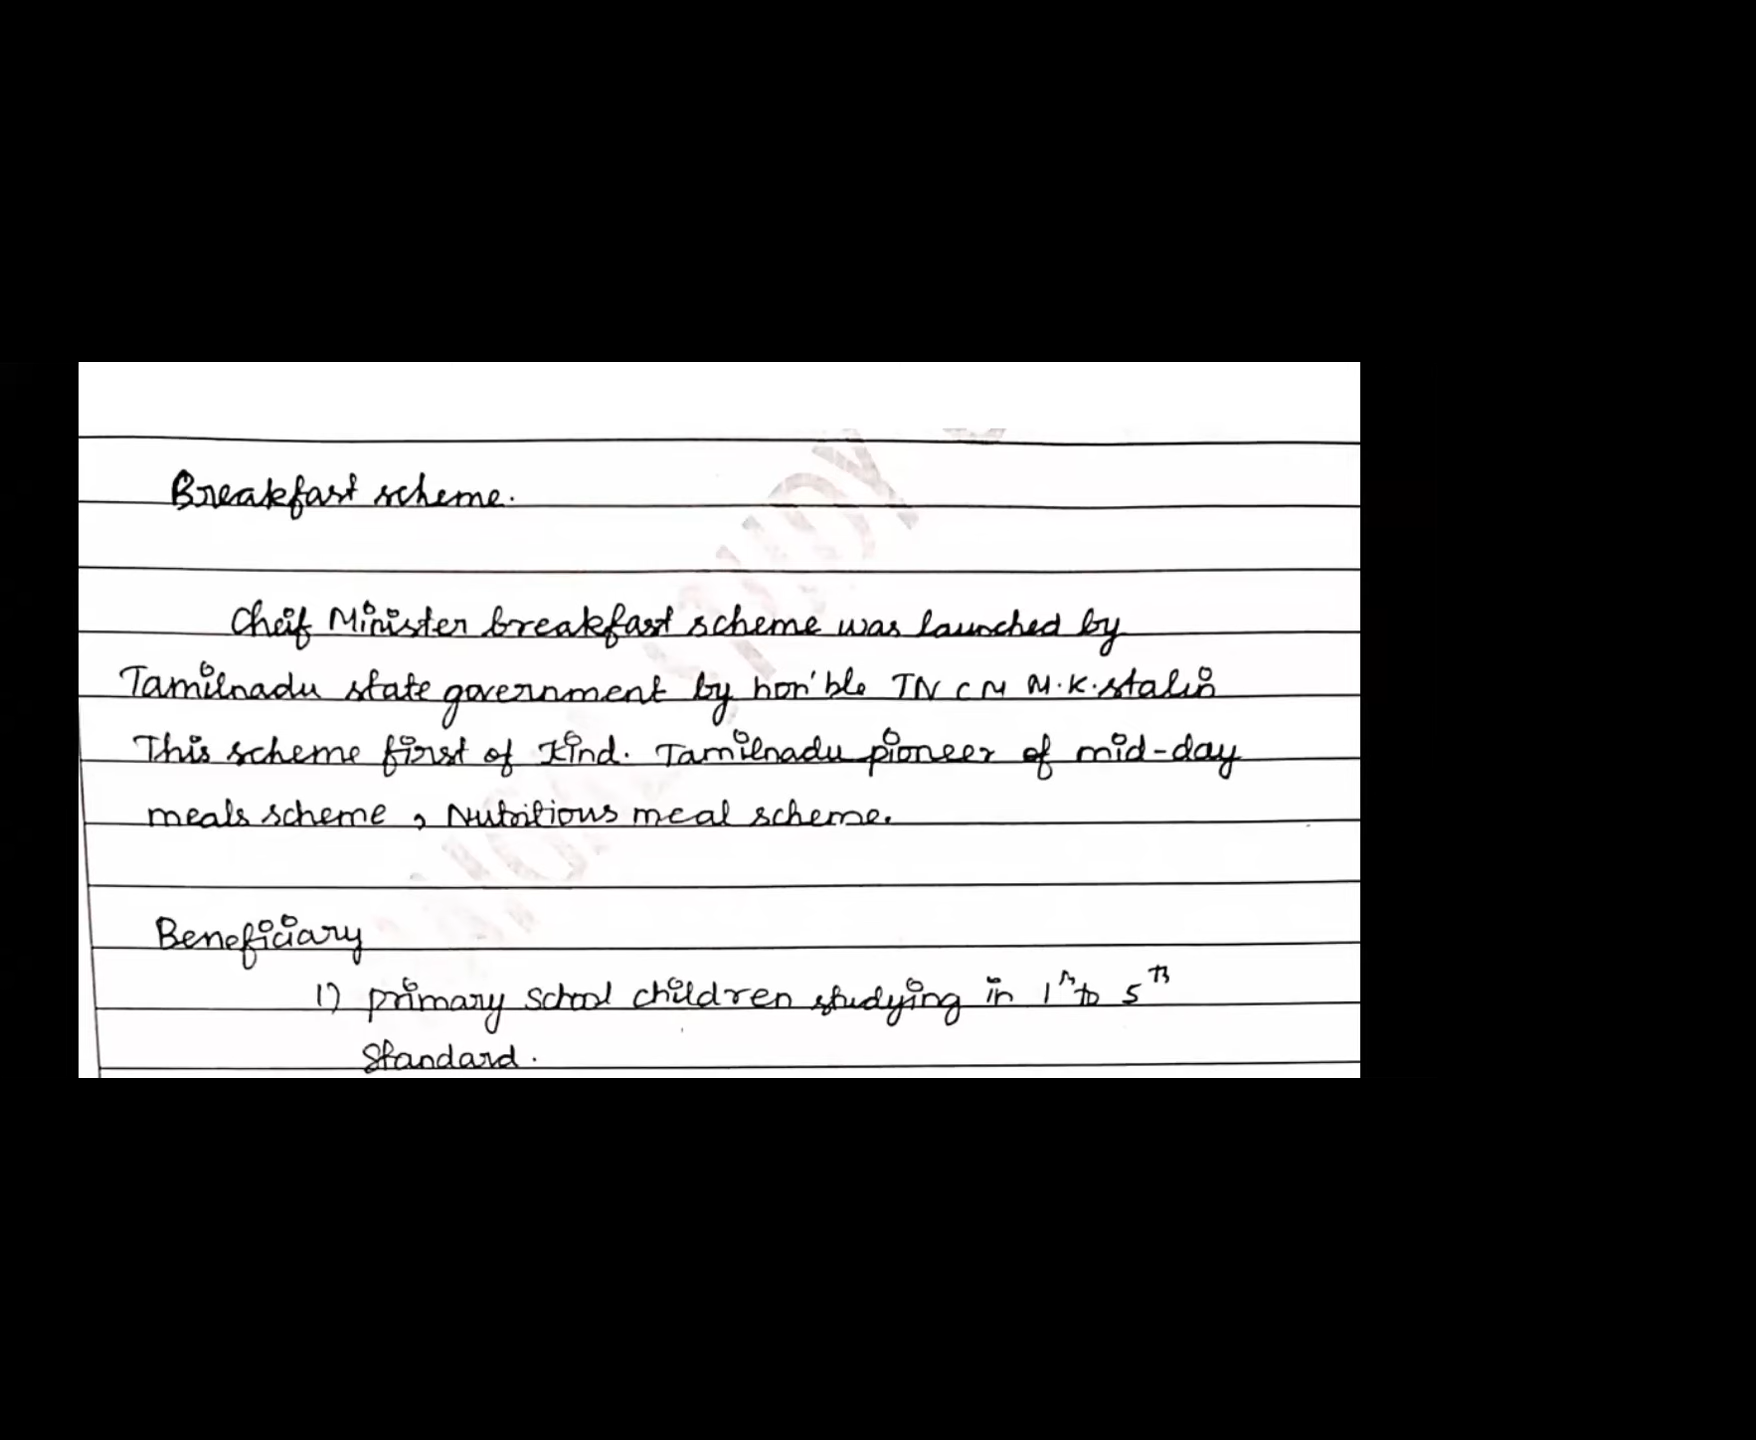 Breakfast scheme.
Cheif Minister breakfast scheme was launched by
Tamilnadu state government by hon'ble TN CM M.K.stalin
This scheme first of Kind. Tamilnadu pioneer of mid-day
meals scheme, Nutritious meal scheme.
Beneficiary
1) primary school children studying in 1st to 5th
Standard.